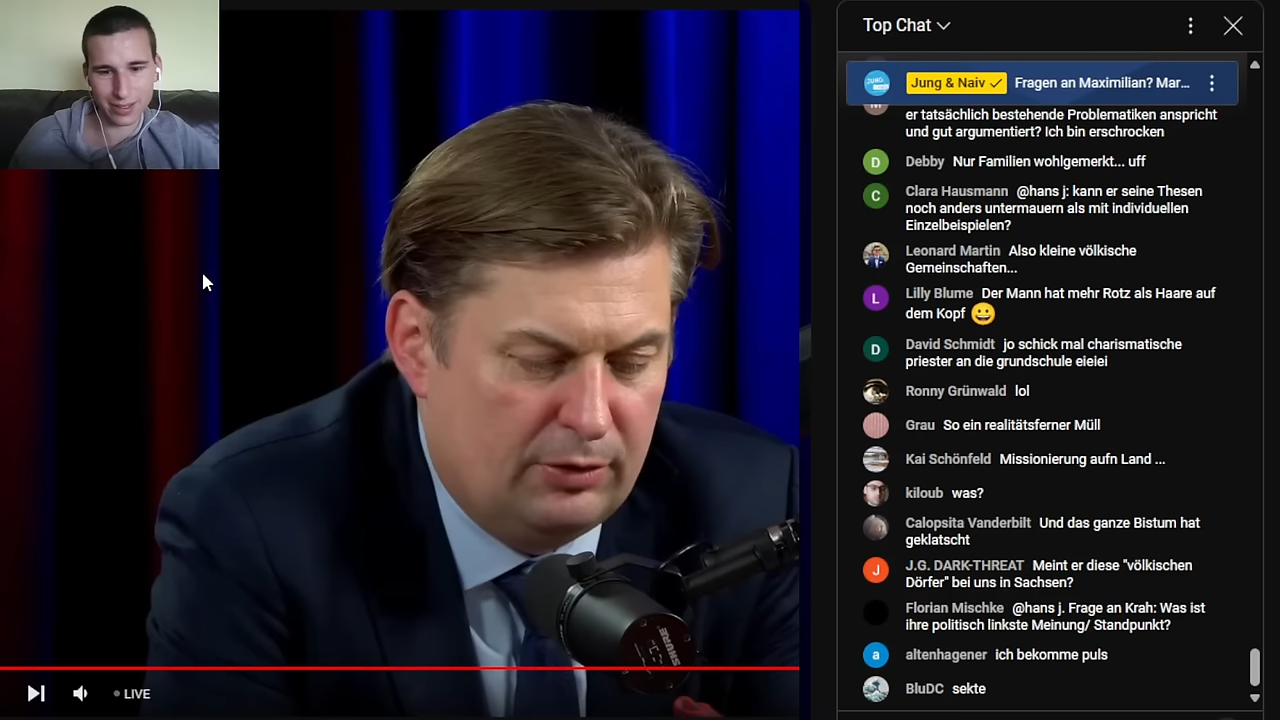 Top Chat
Jung & Naiv Fragen an Maximilian? Mar...
er tatsächlich bestehende Problematiken anspricht
und gut argumentiert? Ich bin erschrocken
D Debby Nur Familien wohlgemerkt... uff
C Clara Hausmann @hans j: kann er seine Thesen
noch anders untermauern als mit individuellen
Einzelbeispielen?
Leonard Martin Also kleine völkische
Gemeinschaften...
L Lilly Blume Der Mann hat mehr Rotz als Haare auf
dem Kopf 😀
D David Schmidt jo schick mal charismatische
priester an die grundschule eieiei
Ronny Grünwald lol
Grau So ein realitätsferner Müll
Kai Schönfeld Missionierung aufn Land ...
kiloub was?
Calopsita Vanderbilt Und das ganze Bistum hat
geklatscht
J J.G. DARK-THREAT Meint er diese "völkischen
Dörfer" bei uns in Sachsen?
Florian Mischke @hans j. Frage an Krah: Was ist
ihre politisch linkste Meinung/ Standpunkt?
a altenhagener ich bekomme puls
BluDC sekte
SHURE
LIVE